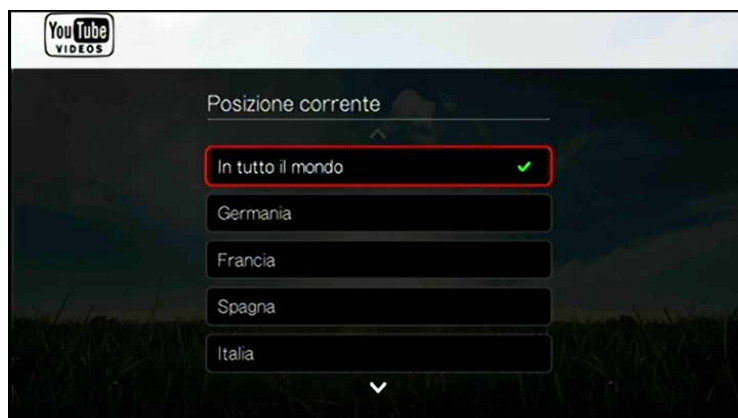 You Tube
VIDEOS
Posizione corrente
In tutto il mondo
Germania
Francia
Spagna
Italia